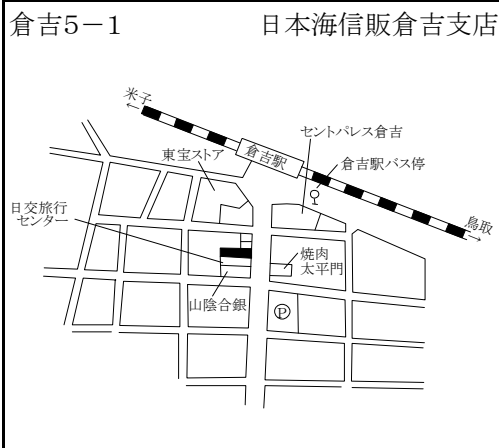 倉吉5−1
日本海信販倉吉支店
米子
セントパレス倉吉
東宝ストア
倉吉駅
倉吉駅バス停
日交旅行
センター
鳥取
焼肉
太平門
山陰合銀
P